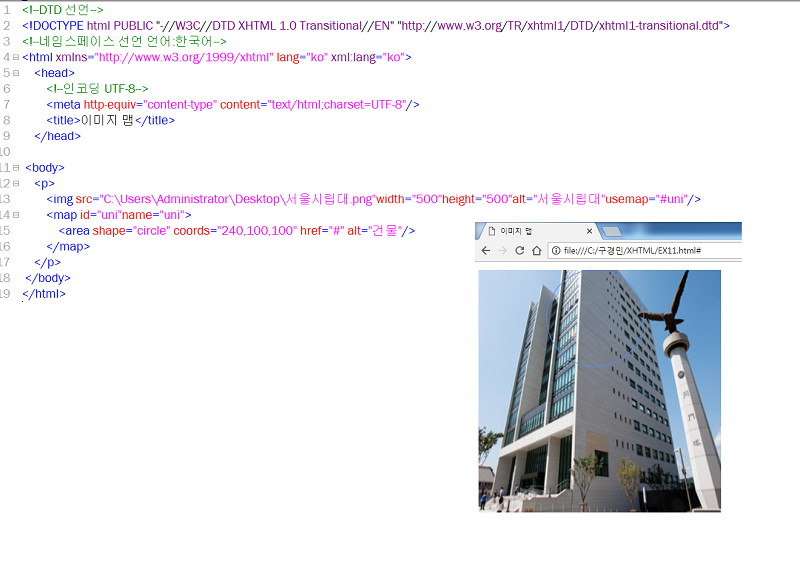 1 <!--DTD 선언-->
2 <!DOCTYPE html PUBLIC "-//W3C//DTD XHTML 1.0 Transitional//EN" "http://www.w3.org/TR/xhtml1/DTD/xhtml1-transitional.dtd">
3 <!--네임스페이스 선언 언어:한국어-->
4 <html xmlns="http://www.w3.org/1999/xhtml" lang="ko" xml:lang="ko">
5 <head>
6 <!--인코딩 UTF-8-->
7 <meta http-equiv="content-type" content="text/html;charset=UTF-8"/>
8 <title>이미지 맵</title>
9 </head>
10
11 <body>
12 <p>
13 <img src="C:\Users\Administrator\Desktop\서울시립대.png"width="500"height="500"alt="서울시립대"usemap="#uni"/>
14 <map id="uni"name="uni">
15 <area shape="circle" coords="240,100,100" href="#" alt="건물"/>
16 </map>
17 </p>
18 </body>
19 </html>
이미지 맵
file:///C:/구경민/XHTML/EX11.html#